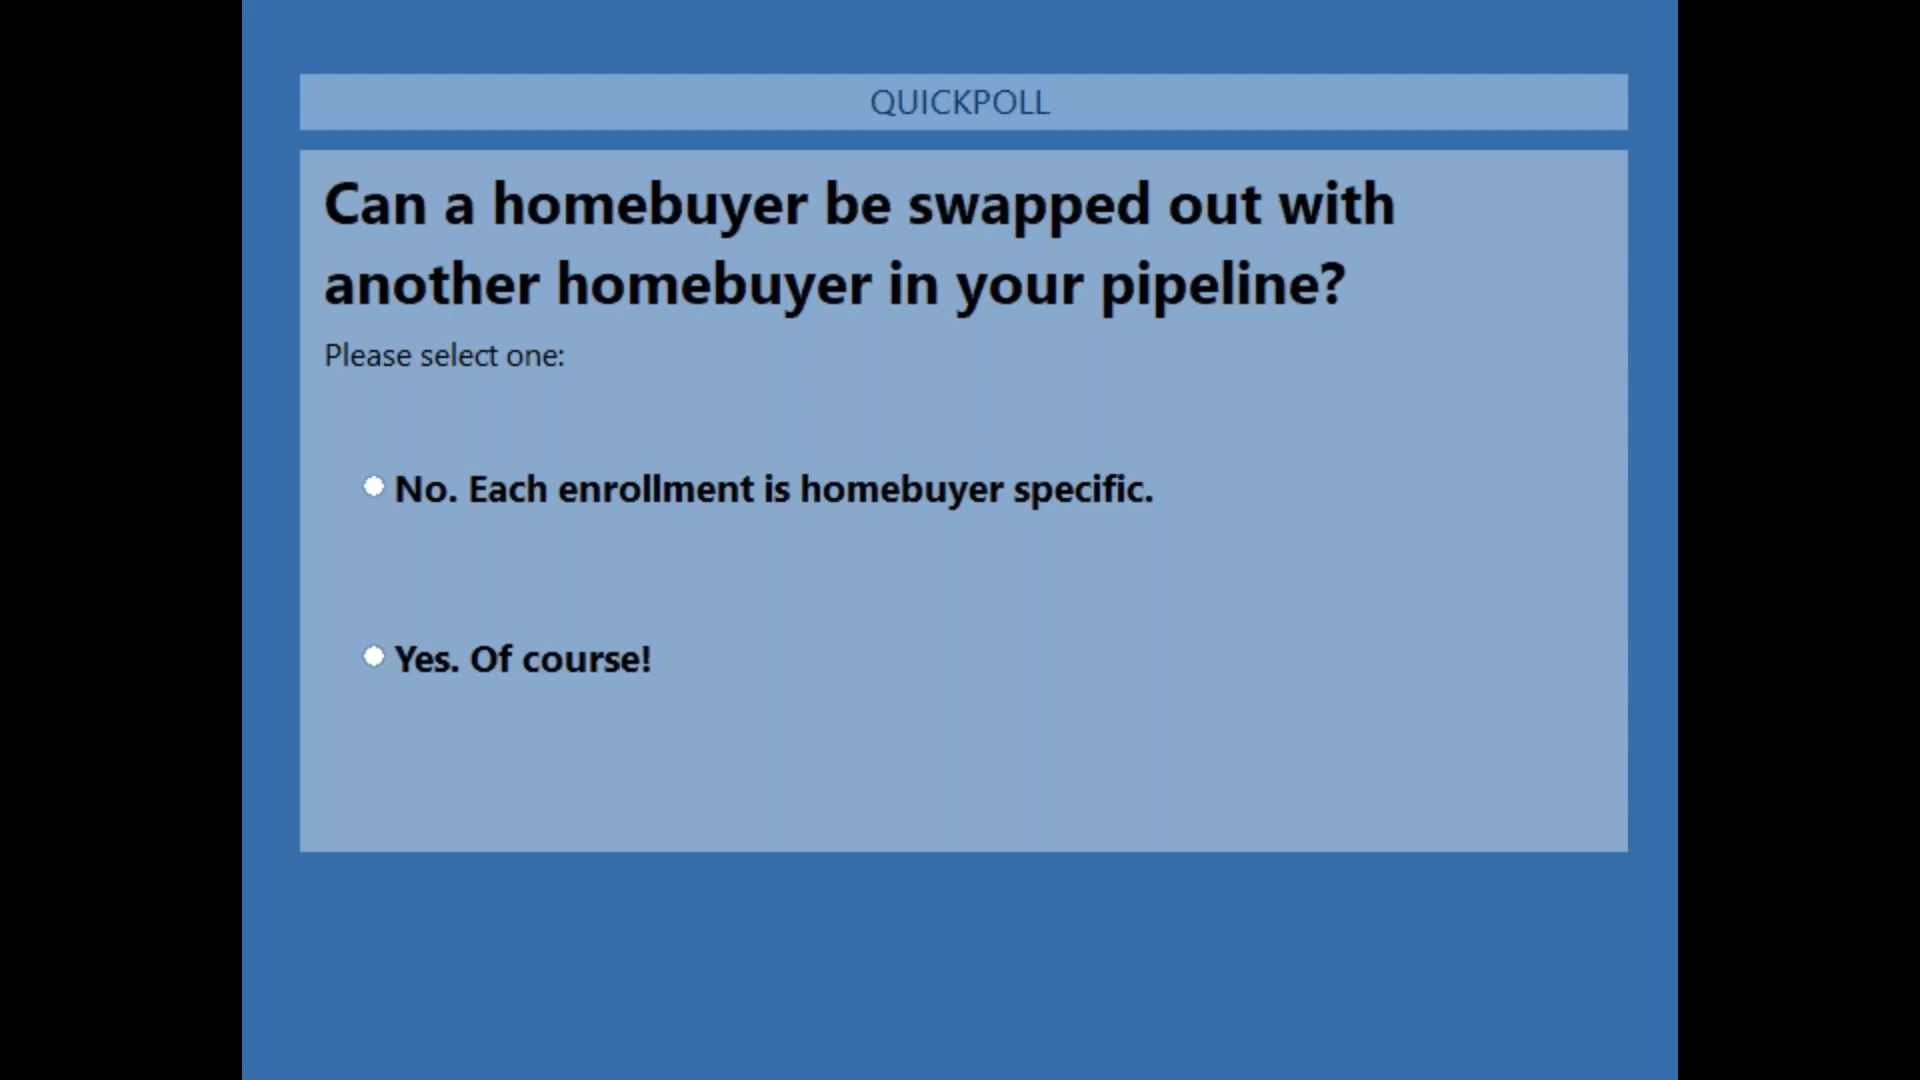 QUICKPOLL
Can a homebuyer be swapped out with
another homebuyer in your pipeline?
Please select one:
No. Each enrollment is homebuyer specific.
Yes. Of course!